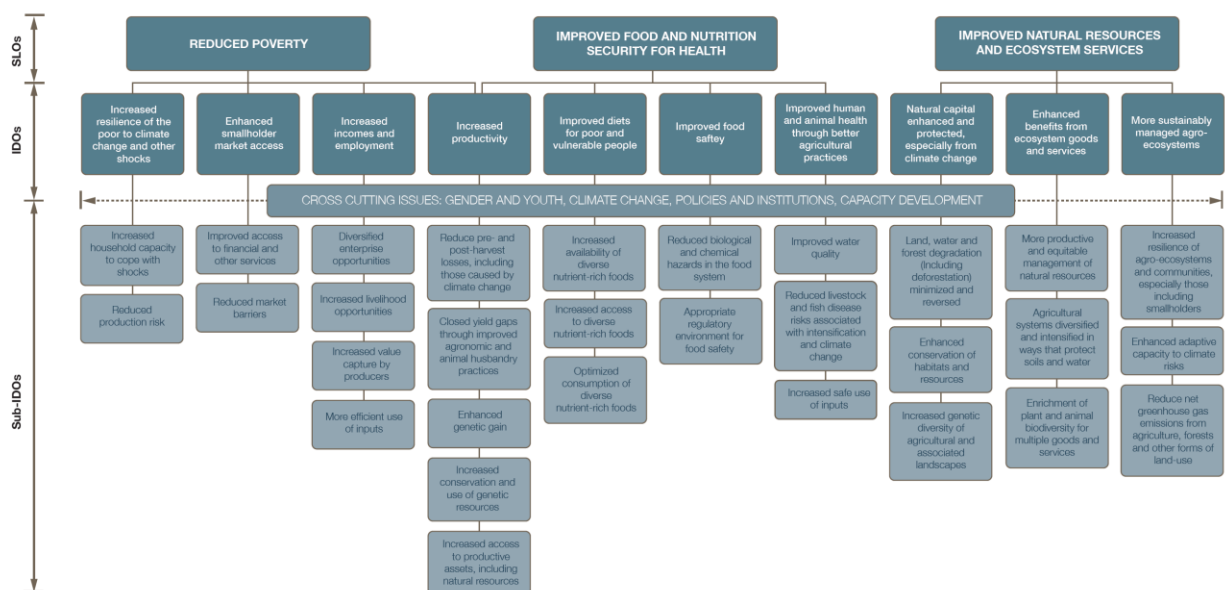 SLOs
REDUCED POVERTY
IMPROVED FOOD AND NUTRITION
SECURITY FOR HEALTH
IMPROVED NATURAL RESOURCES
AND ECOSYSTEM SERVICES
IDOs
Increased
resilience of the
poor to climate
change and other
shocks
Enhanced
smallholder
market access
Increased
incomes and
employment
Increased
productivity
Improved diets
for poor and
vulnerable people
Improved food
saftey
Improved human
and animal health
through better
agricultural
practices
Natural capital
enhanced and
protected,
especially from
climate change
Enhanced
benefits from
ecosystem goods
and services
More sustainably
managed agro-
ecosystems
CROSS CUTTING ISSUES: GENDER AND YOUTH, CLIMATE CHANGE, POLICIES AND INSTITUTIONS, CAPACITY DEVELOPMENT
Sub-IDOs
Increased
household capacity
to cope with
shocks
Reduced
production risk
Improved access
to financial and
other services
Reduced market
barriers
Diversified
enterprise
opportunities
Increased livelihood
opportunities
Increased value
capture by
producers
More efficient use
of inputs
Reduce pre- and
post-harvest
losses, including
those caused by
climate change
Closed yield gaps
through improved
agronomic and
animal husbandry
practices
Enhanced
genetic gain
Increased
conservation and
use of genetic
resources
Increased access
to productive
assets, including
natural resources
Increased
availability of
diverse
nutrient-rich foods
Increased access
to diverse
nutrient-rich foods
Optimized
consumption of
diverse
nutrient-rich foods
Reduced biological
and chemical
hazards in the food
system
Appropriate
regulatory
environment for
food safety
Improved water
quality
Reduced livestock
and fish disease
risks associated
with intensification
and climate
change
Increased safe use
of inputs
Land, water and
forest degradation
(Including
deforestation)
minimized and
reversed
Enhanced
conservation of
habitats and
resources
Increased genetic
diversity of
agricultural and
associated
landscapes
More productive
and equitable
management of
natural resources
Agricultural
systems diversified
and intensified in
ways that protect
soils and water
Enrichment of
plant and animal
biodiversity for
multiple goods and
services
Increased
resilience of
agro-ecosystems
and communities,
especially those
including
smallholders
Enhanced adaptive
capacity to climate
risks
Reduce net
greenhouse gas
emissions from
agriculture, forests
and other forms of
land-use